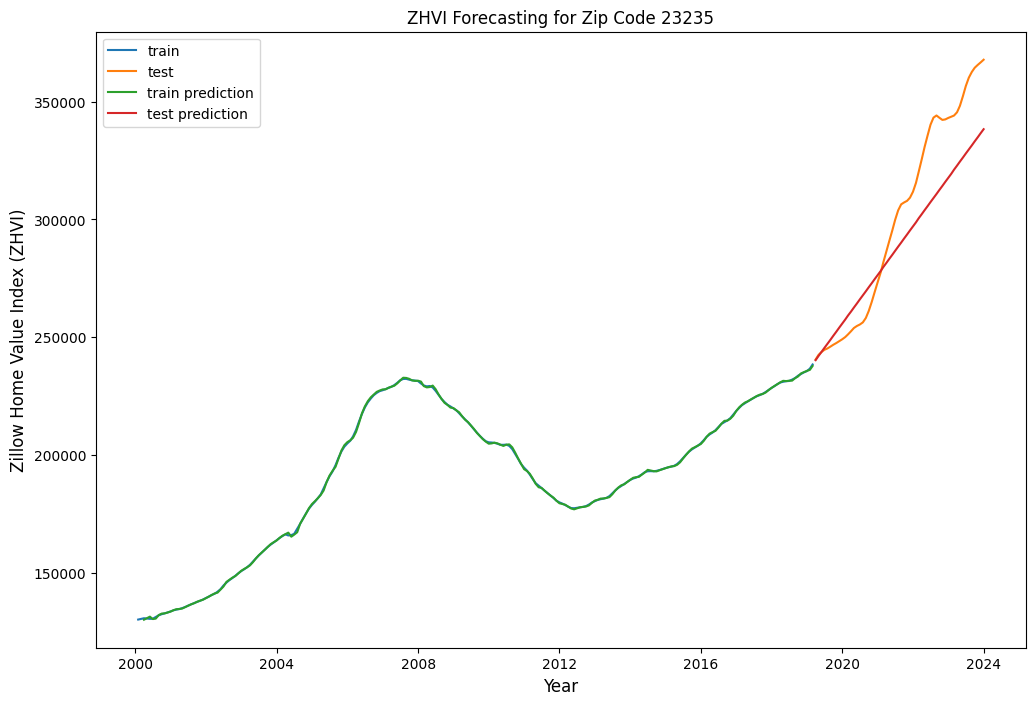 ZHVI Forecasting for Zip Code 23235
train
test
train prediction
test prediction
350000
300000
250000
200000
150000
Zillow Home Value Index (ZHVI)
2000 2004 2008 2012 2016 2020 2024
Year